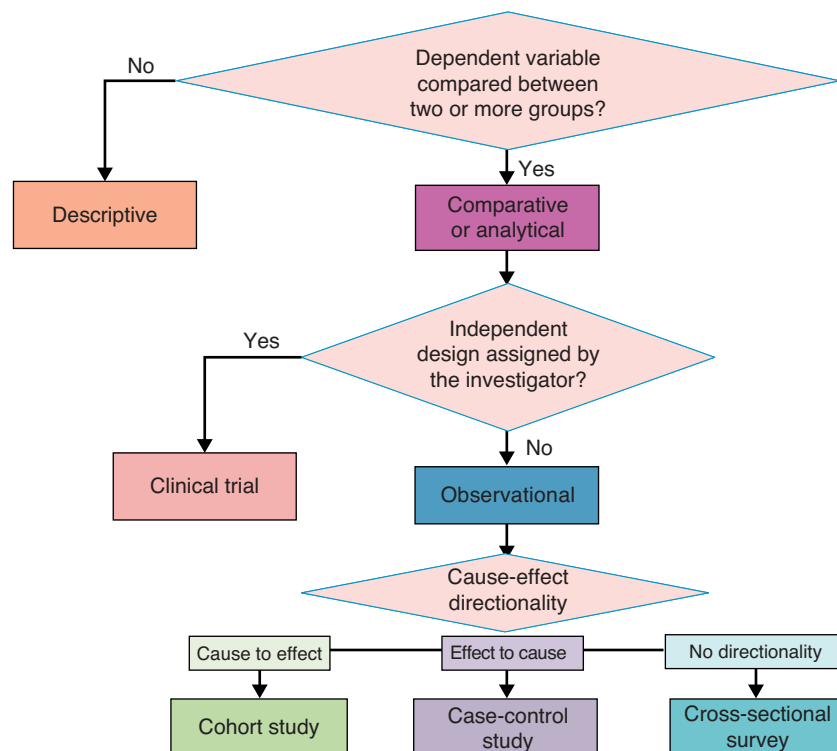 Dependent variable
compared between
two or more groups?
No
Yes
Descriptive
Comparative
or analytical
Independent
design assigned by
the investigator?
Yes
No
Clinical trial
Observational
Cause-effect
directionality
Cause to effect
Effect to cause
No directionality
Cohort study
Case-control
study
Cross-sectional
survey